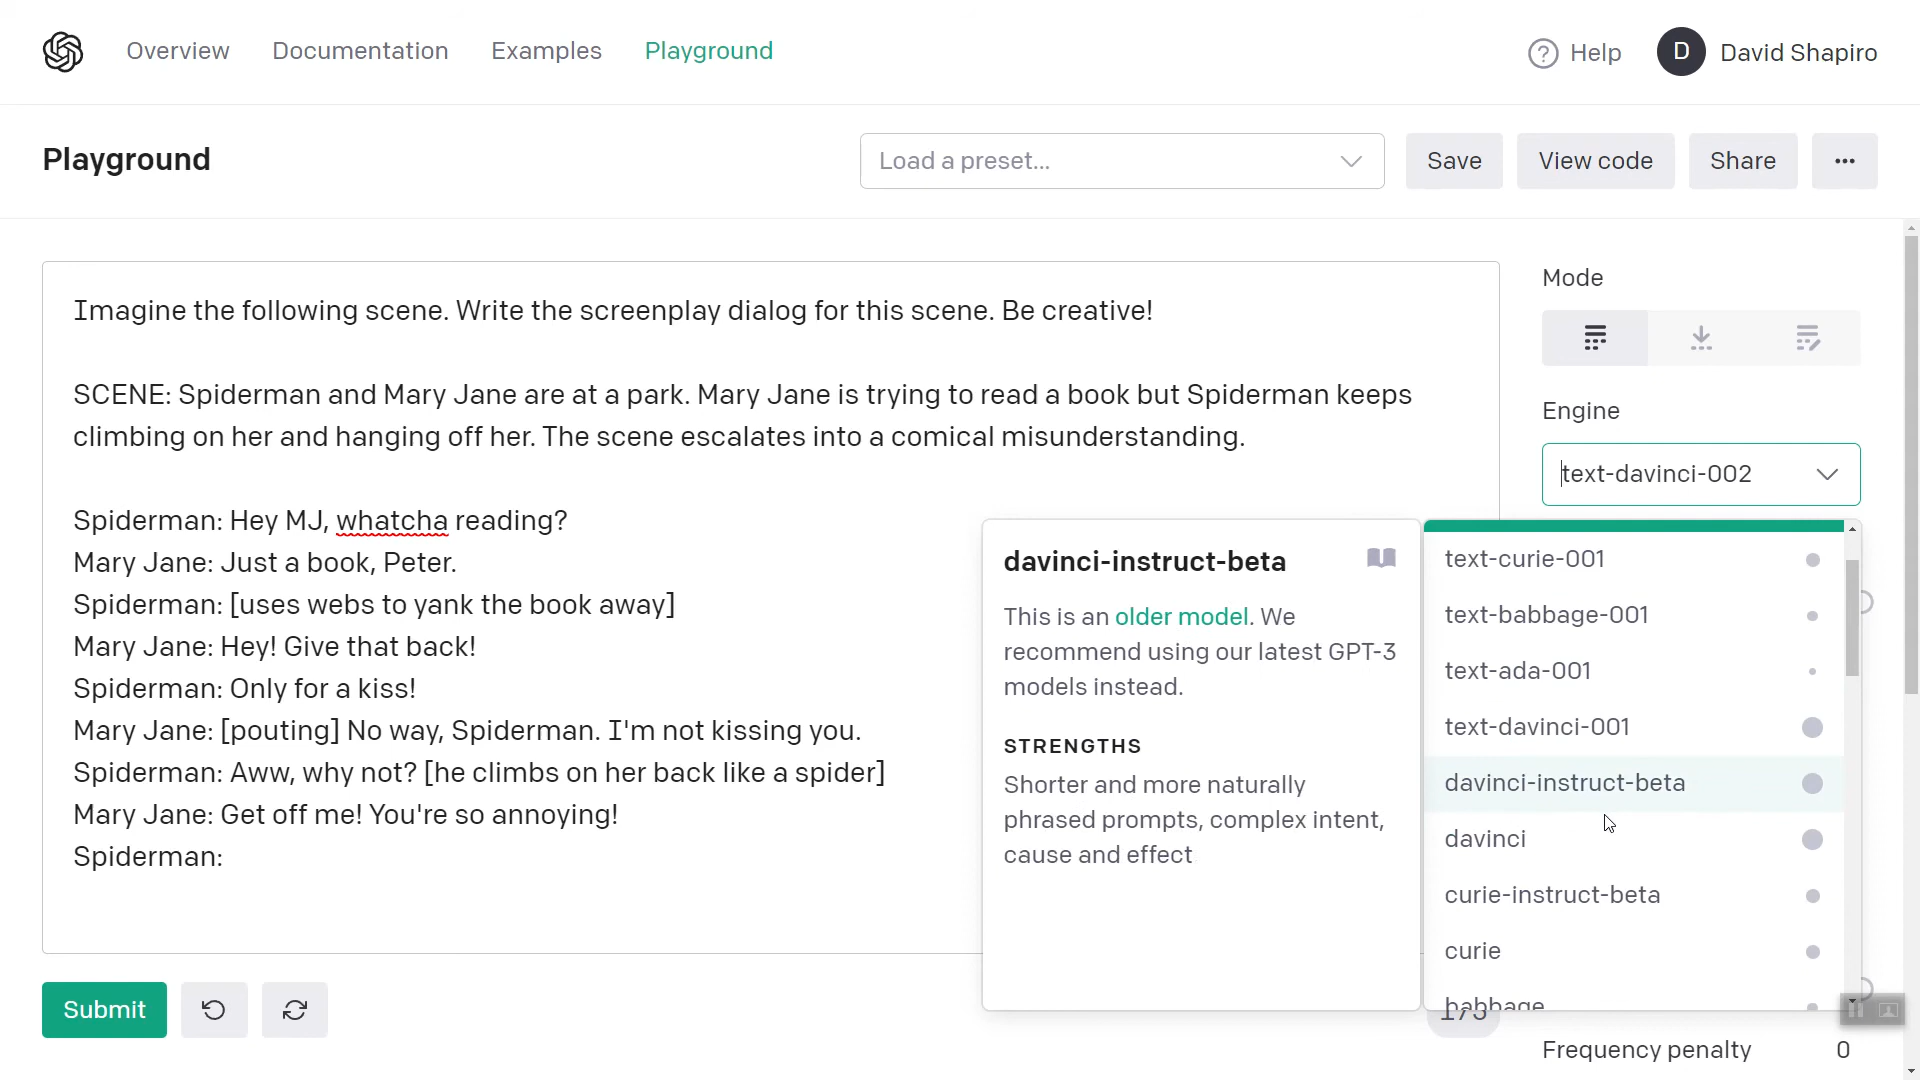 Overview
Documentation
Examples
Playground
? Help
D
David Shapiro
Playground
Load a preset...
Save
View code
Share
•••
Imagine the following scene. Write the screenplay dialog for this scene. Be creative!
SCENE: Spiderman and Mary Jane are at a park. Mary Jane is trying to read a book but Spiderman keeps
climbing on her and hanging off her. The scene escalates into a comical misunderstanding.
Spiderman: Hey MJ, whatcha reading?
Mary Jane: Just a book, Peter.
Spiderman: [uses webs to yank the book away]
Mary Jane: Hey! Give that back!
Spiderman: Only for a kiss!
Mary Jane: [pouting] No way, Spiderman. I'm not kissing you.
Spiderman: Aww, why not? [he climbs on her back like a spider]
Mary Jane: Get off me! You're so annoying!
Spiderman:
Submit
Mode
Engine
text-davinci-002
davinci-instruct-beta
This is an older model. We
recommend using our latest GPT-3
models instead.
STRENGTHS
Shorter and more naturally
phrased prompts, complex intent,
cause and effect
text-curie-001
text-babbage-001
text-ada-001
text-davinci-001
davinci-instruct-beta
davinci
curie-instruct-beta
curie
babbage
Frequency penalty
0